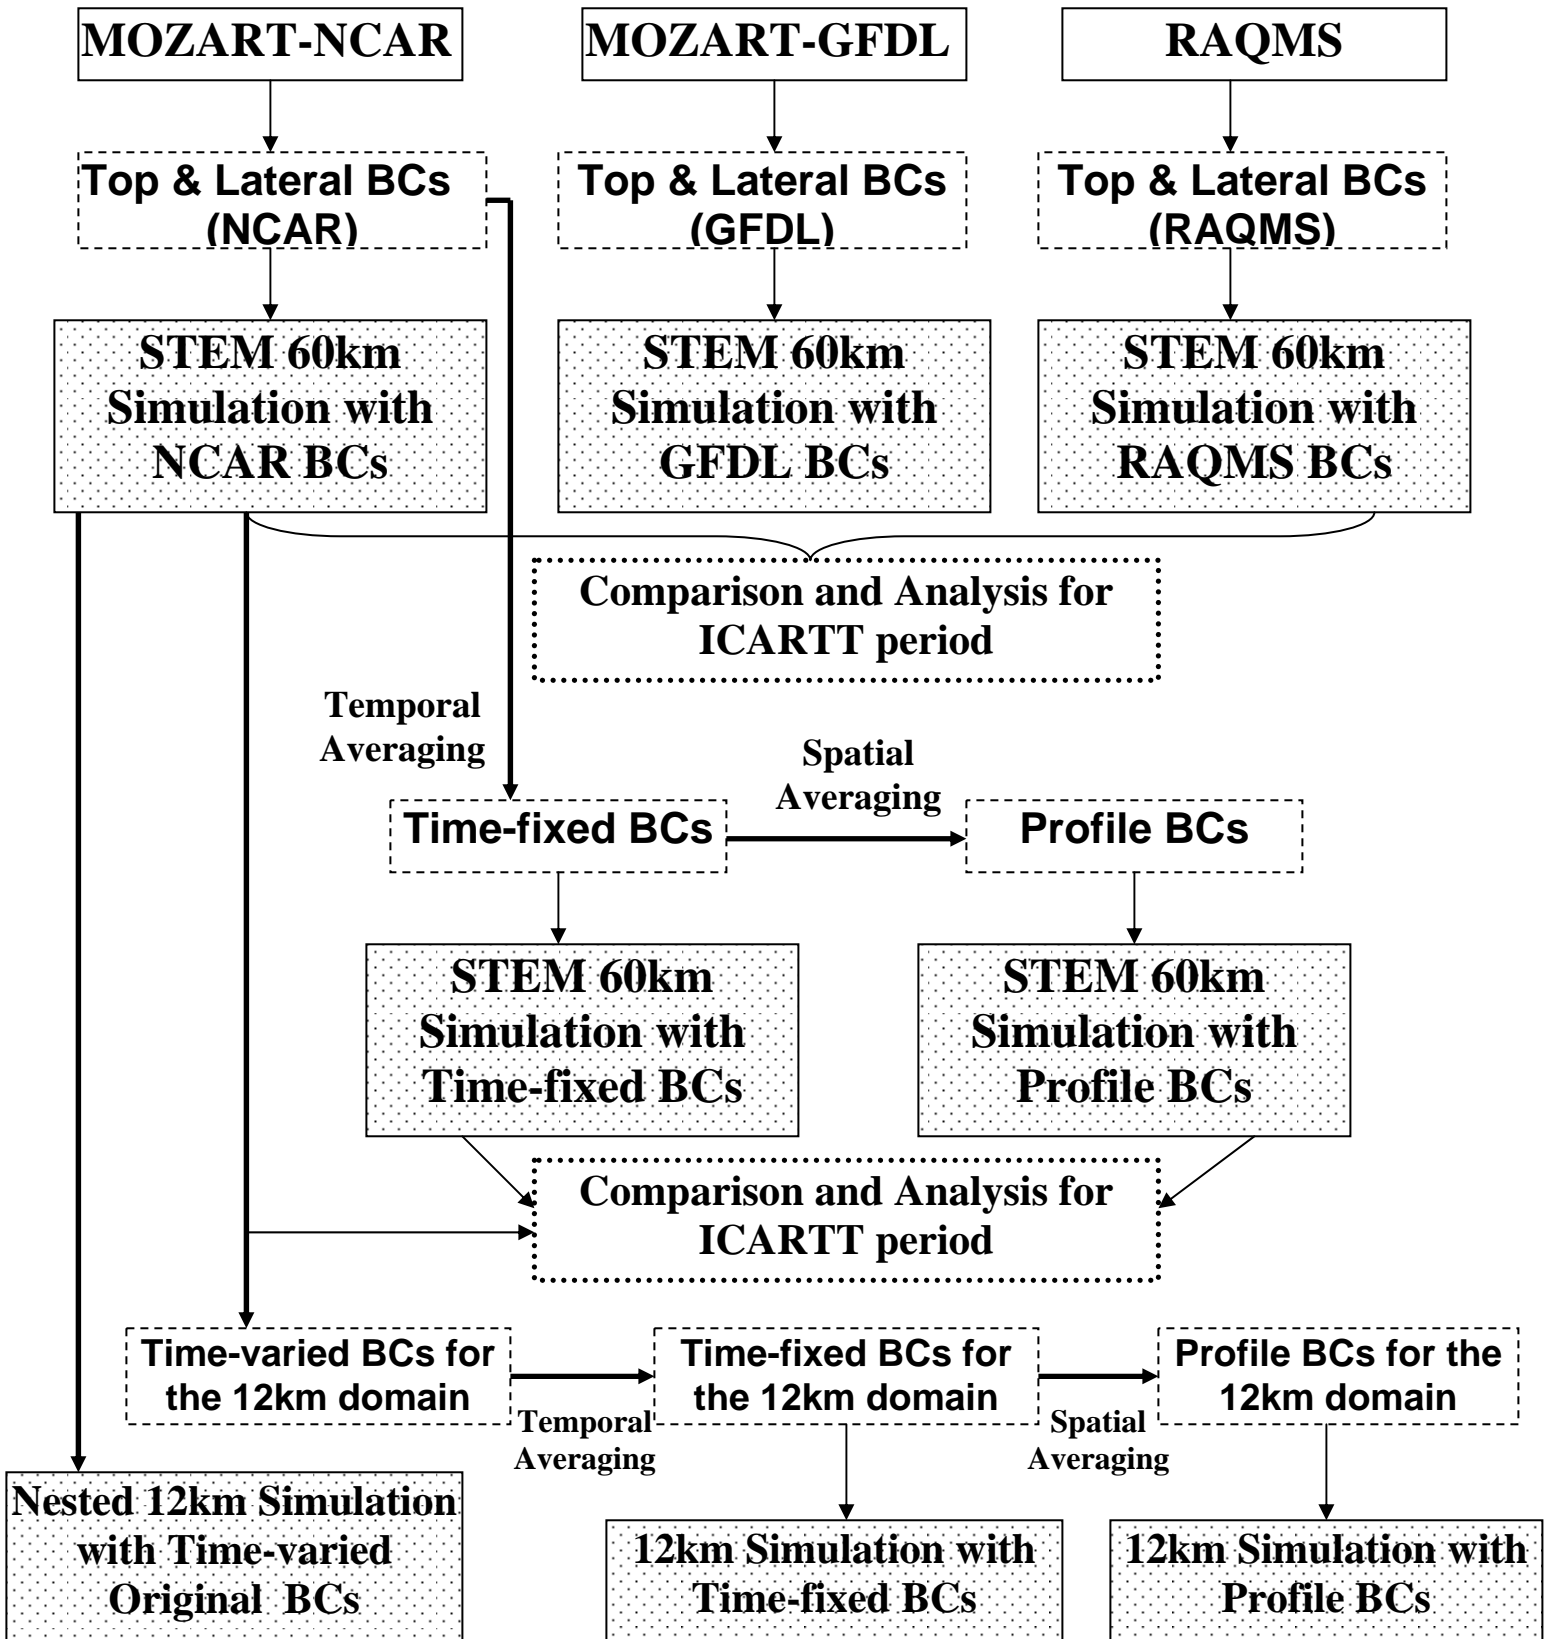 MOZART-NCAR
MOZART-GFDL
RAQMS
Top & Lateral BCs
(NCAR)
Top & Lateral BCs
(GFDL)
Top & Lateral BCs
(RAQMS)
STEM 60km
Simulation with
NCAR BCs
STEM 60km
Simulation with
GFDL BCs
STEM 60km
Simulation with
RAQMS BCs
Comparison and Analysis for
ICARTT period
Temporal
Averaging
Spatial
Averaging
Time-fixed BCs
Profile BCs
STEM 60km
Simulation with
Time-fixed BCs
STEM 60km
Simulation with
Profile BCs
Comparison and Analysis for
ICARTT period
Time-varied BCs for
the 12km domain
Temporal
Averaging
Time-fixed BCs for
the 12km domain
Spatial
Averaging
Profile BCs for the
12km domain
Nested 12km Simulation
with Time-varied
Original BCs
12km Simulation with
Time-fixed BCs
12km Simulation with
Profile BCs